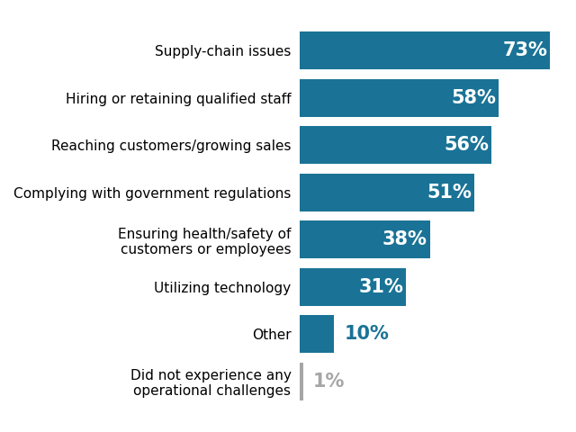 Supply-chain issues 73%
Hiring or retaining qualified staff 58%
Reaching customers/growing sales 56%
Complying with government regulations 51%
Ensuring health/safety of
customers or employees 38%
Utilizing technology 31%
Other 10%
Did not experience any
operational challenges 1%